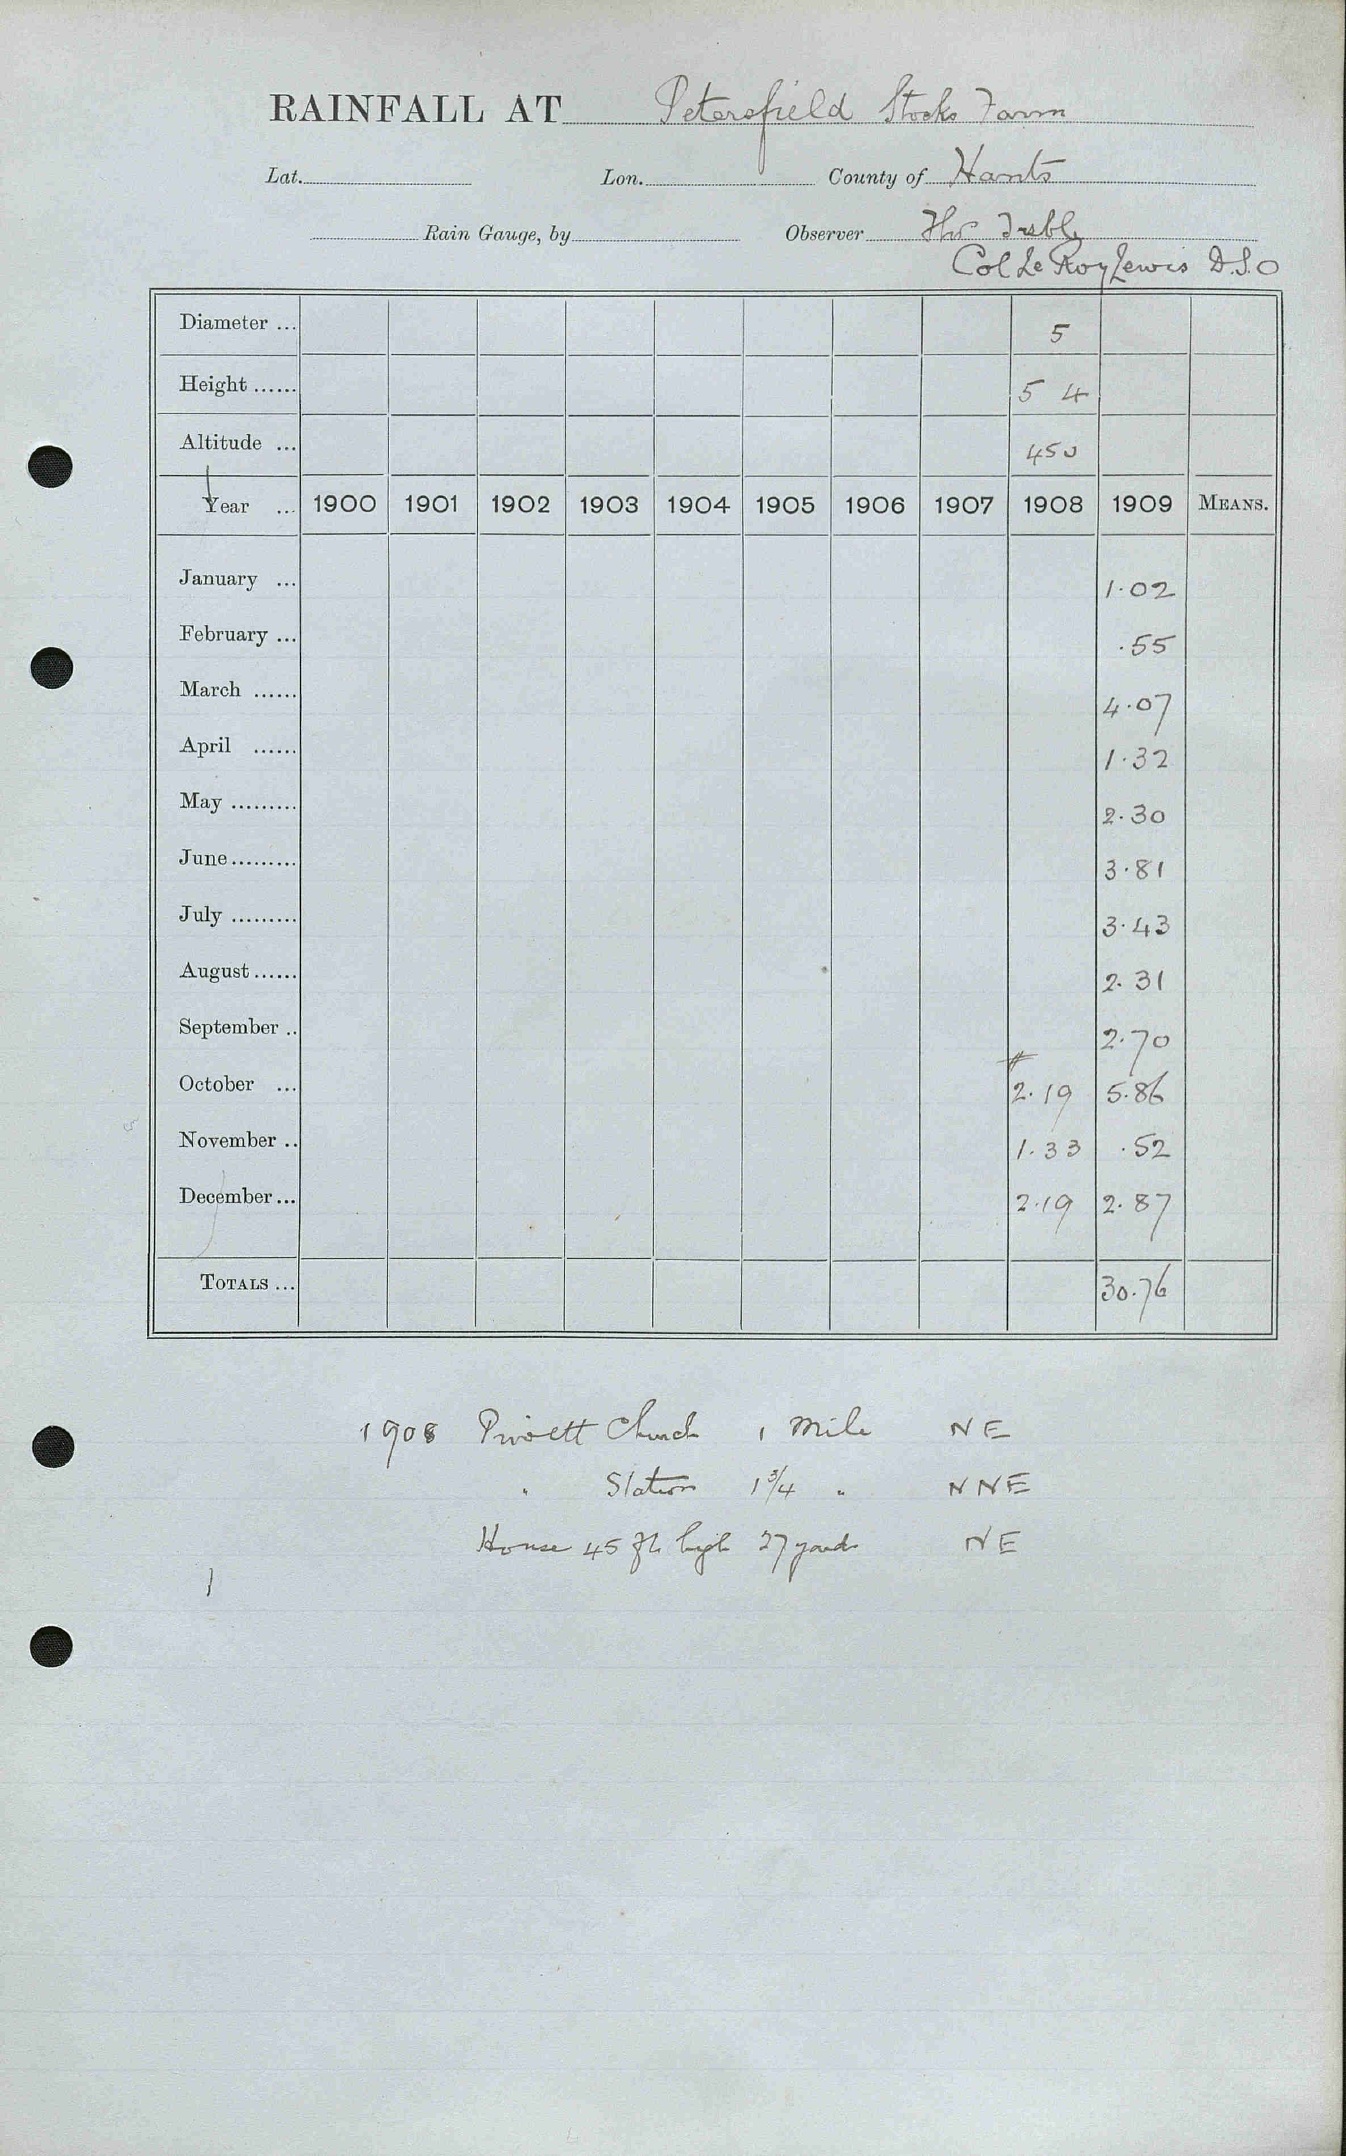 RAINFALL AT Petersfield Stocks Farm
Lat. Lon. County of Hants
Rain Gauge, by Observer Thos Trebly
Col Le Roy Lewis D.S.O
Diameter ... 5
Height ...... 5 4
Altitude ... 450
Year ... 1900 1901 1902 1903 1904 1905 1906 1907 1908 1909 MEANS.
January ... 1.02
February ... .55
March ...... 4.07
April ...... 1.32
May ......... 2.30
June ......... 3.81
July ......... 3.43
August ...... 2.31
September .. 2.70
#
October ... 2.19 5.86
November .. 1.33 .52
December ... 2.19 2.87
TOTALS ... 30.76
1908 Privett Church 1 Mile NE
" Station 1 3/4 " NNE
House 45 ft high 27 yards NE